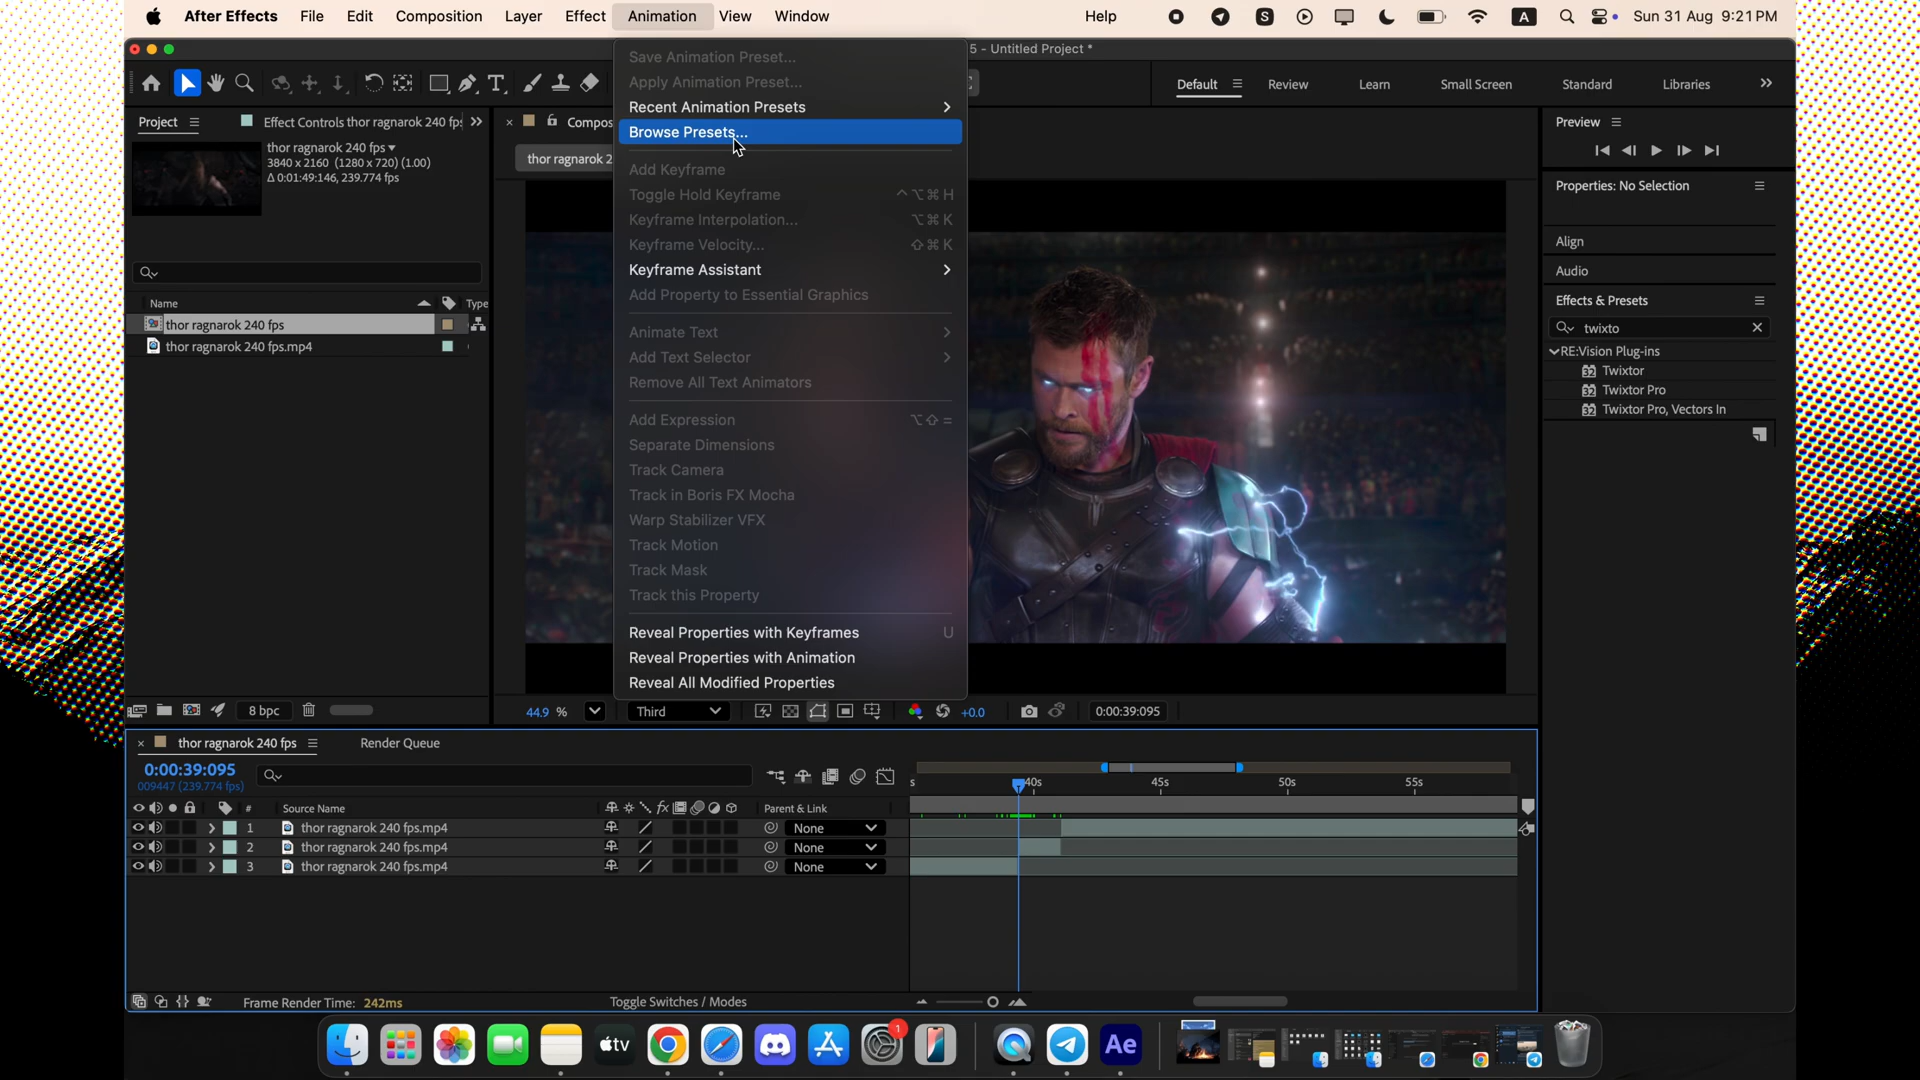 After Effects File Edit Composition Layer Effect Animation View Window Help S A Sun 31 Aug 9:21 PM
5 - Untitled Project *
Default Review Learn Small Screen Standard Libraries
Project
Effect Controls thor ragnarok 240 fps
Compos
thor ragnarok 240 fps
3840 x 2160 (1280 x 720) (1.00)
Δ 0:01:49:146, 239.774 fps
thor ragnarok 2
Name
Type
thor ragnarok 240 fps
thor ragnarok 240 fps.mp4
8 bpc
Save Animation Preset...
Apply Animation Preset...
Recent Animation Presets
Browse Presets...
Add Keyframe
Toggle Hold Keyframe ^⌥⌘H
Keyframe Interpolation... ⌥⌘K
Keyframe Velocity... ⇧⌘K
Keyframe Assistant
Add Property to Essential Graphics
Animate Text
Add Text Selector
Remove All Text Animators
Add Expression ⌥⇧=
Separate Dimensions
Track Camera
Track in Boris FX Mocha
Warp Stabilizer VFX
Track Motion
Track Mask
Track this Property
Reveal Properties with Keyframes U
Reveal Properties with Animation
Reveal All Modified Properties
44.9 % Third +0.0 0:00:39:095
Preview
Properties: No Selection
Align
Audio
Effects & Presets
twixto
RE:Vision Plug-ins
32 Twixtor
32 Twixtor Pro
32 Twixtor Pro, Vectors In
thor ragnarok 240 fps Render Queue
0:00:39:095
009447 (239.774 fps)
s 40s 45s 50s 55s
# Source Name fx Parent & Link
1 thor ragnarok 240 fps.mp4 None
2 thor ragnarok 240 fps.mp4 None
3 thor ragnarok 240 fps.mp4 None
Frame Render Time: 242ms
Toggle Switches / Modes
tv
1
Ae